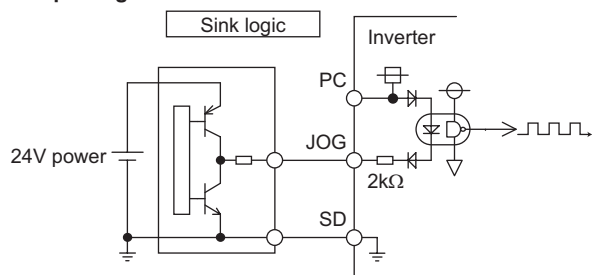 Sink logic
Inverter
PC
24V power
JOG
2kΩ
SD